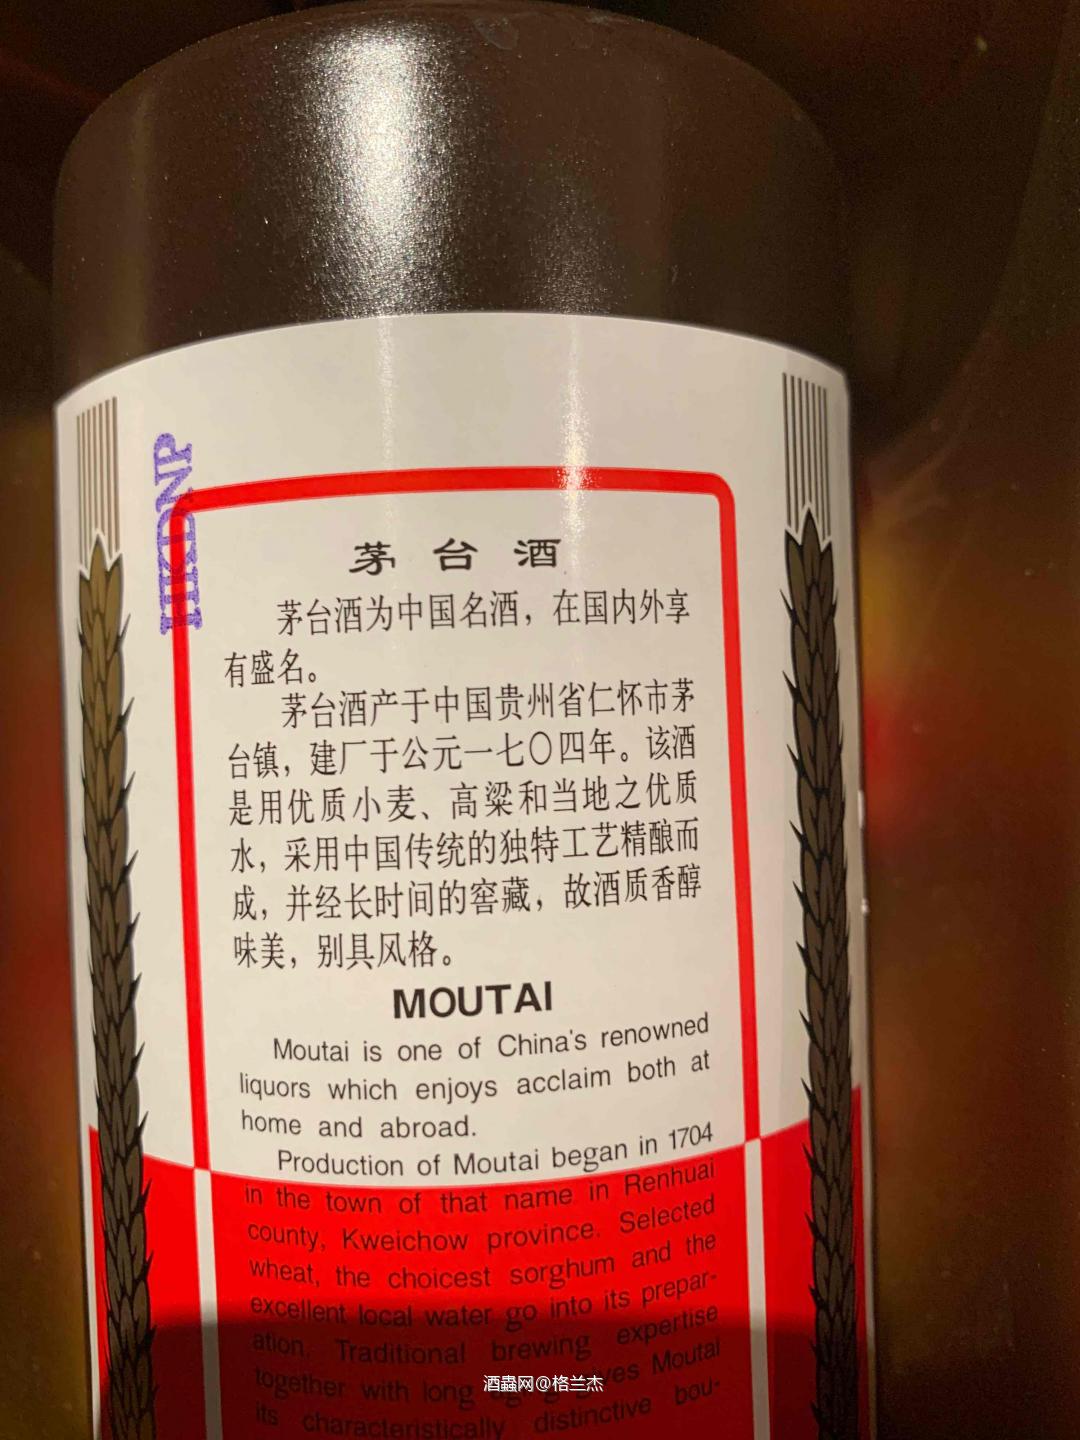 HKDNP
茅台酒
茅台酒为中国名酒，在国内外享
有盛名。
茅台酒产于中国贵州省仁怀市茅
台镇，建厂于公元一七〇四年。该酒
是用优质小麦、高粱和当地之优质
水，采用中国传统的独特工艺精酿而
成，并经长时间的窖藏，故酒质香醇
味美，别具风格。
MOUTAI
Moutai is one of China's renowned
liquors which enjoys acclaim both at
home and abroad.
Production of Moutai began in 1704
in the town of that name in Renhuai
county, Kweichow province. Selected
wheat, the choicest sorghum and the
excellent local water go into its prepar-
ation. Traditional brewing expertise
together with long gives Moutai
its characteristically distinctive bou-
酒蟲网@格兰杰